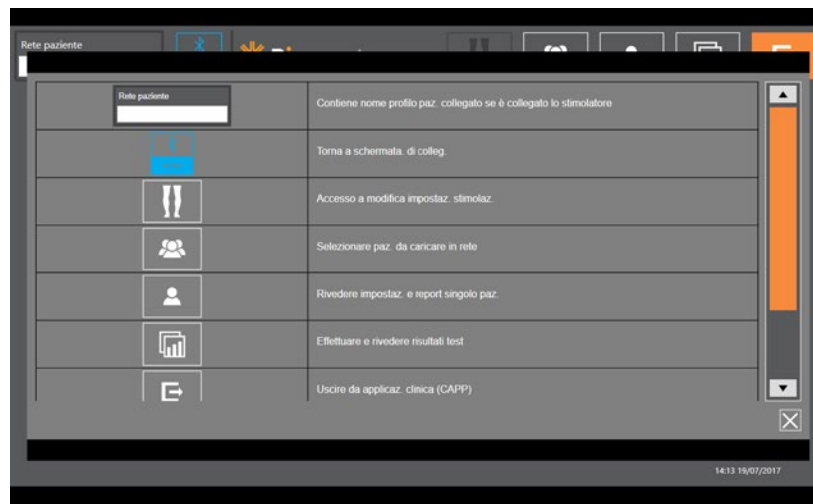 Rete paziente
Rete paziente
Contiene nome profilo paz. collegato se è collegato lo stimolatore
Torna a schermata. di colleg.
Accesso a modifica impostaz. stimolaz.
Selezionare paz. da caricare in rete
Rivedere impostaz. e report singolo paz.
Effettuare e rivedere risultati test
Uscire da applicaz. clinica (CAPP)
14:13 19/07/2017